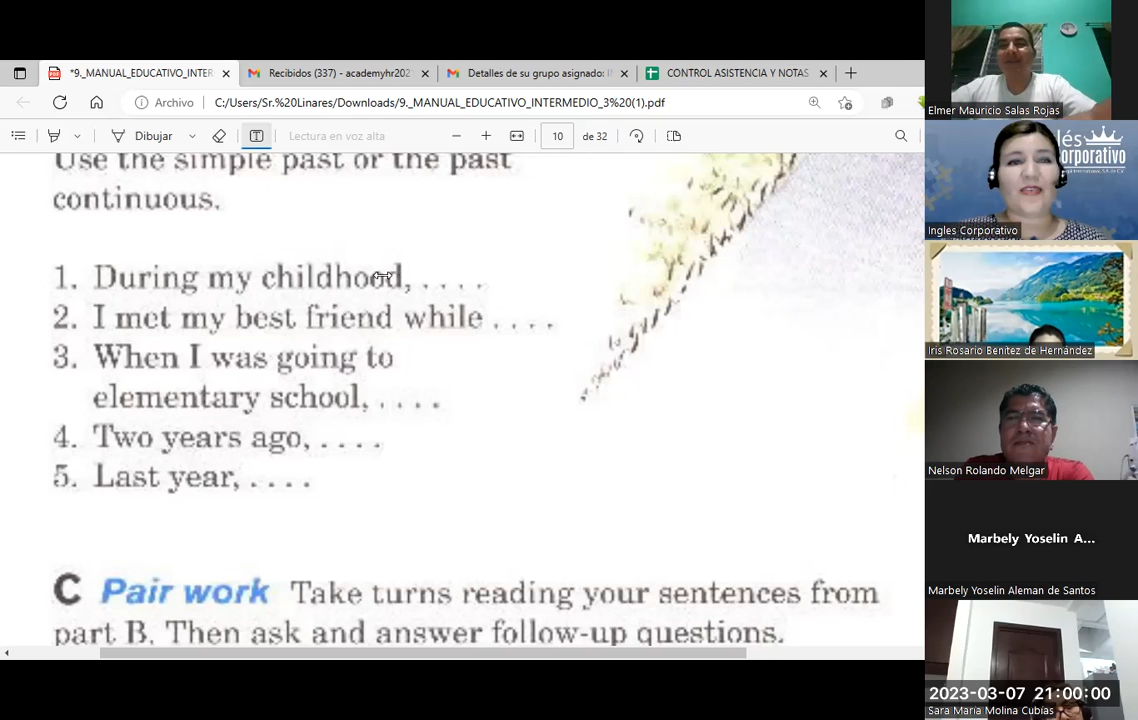 *9._MANUAL_EDUCATIVO_INTER
Recibidos (337) - academyhr202
Detalles de su grupo asignado: I
CONTROL ASISTENCIA Y NOTAS
Archivo
C:/Users/Sr.%20Linares/Downloads/9._MANUAL_EDUCATIVO_INTERMEDIO_3%20(1).pdf
Dibujar
Lectura en voz alta
10 de 32
Use the simple past or the past
continuous.
1. During my childhood, . . . .
2. I met my best friend while . . . .
3. When I was going to
elementary school, . . . .
4. Two years ago, . . . .
5. Last year, . . . .
C Pair work Take turns reading your sentences from
part B. Then ask and answer follow-up questions.
Elmer Mauricio Salas Rojas
lés
orporativo
Ingles Corporativo
Iris Rosario Benitez de Hernandez
Nelson Rolando Melgar
Marbely Yoselin A...
Marbely Yoselin Aleman de Santos
2023-03-07 21:00:00
Sara Maria Molina Cubias